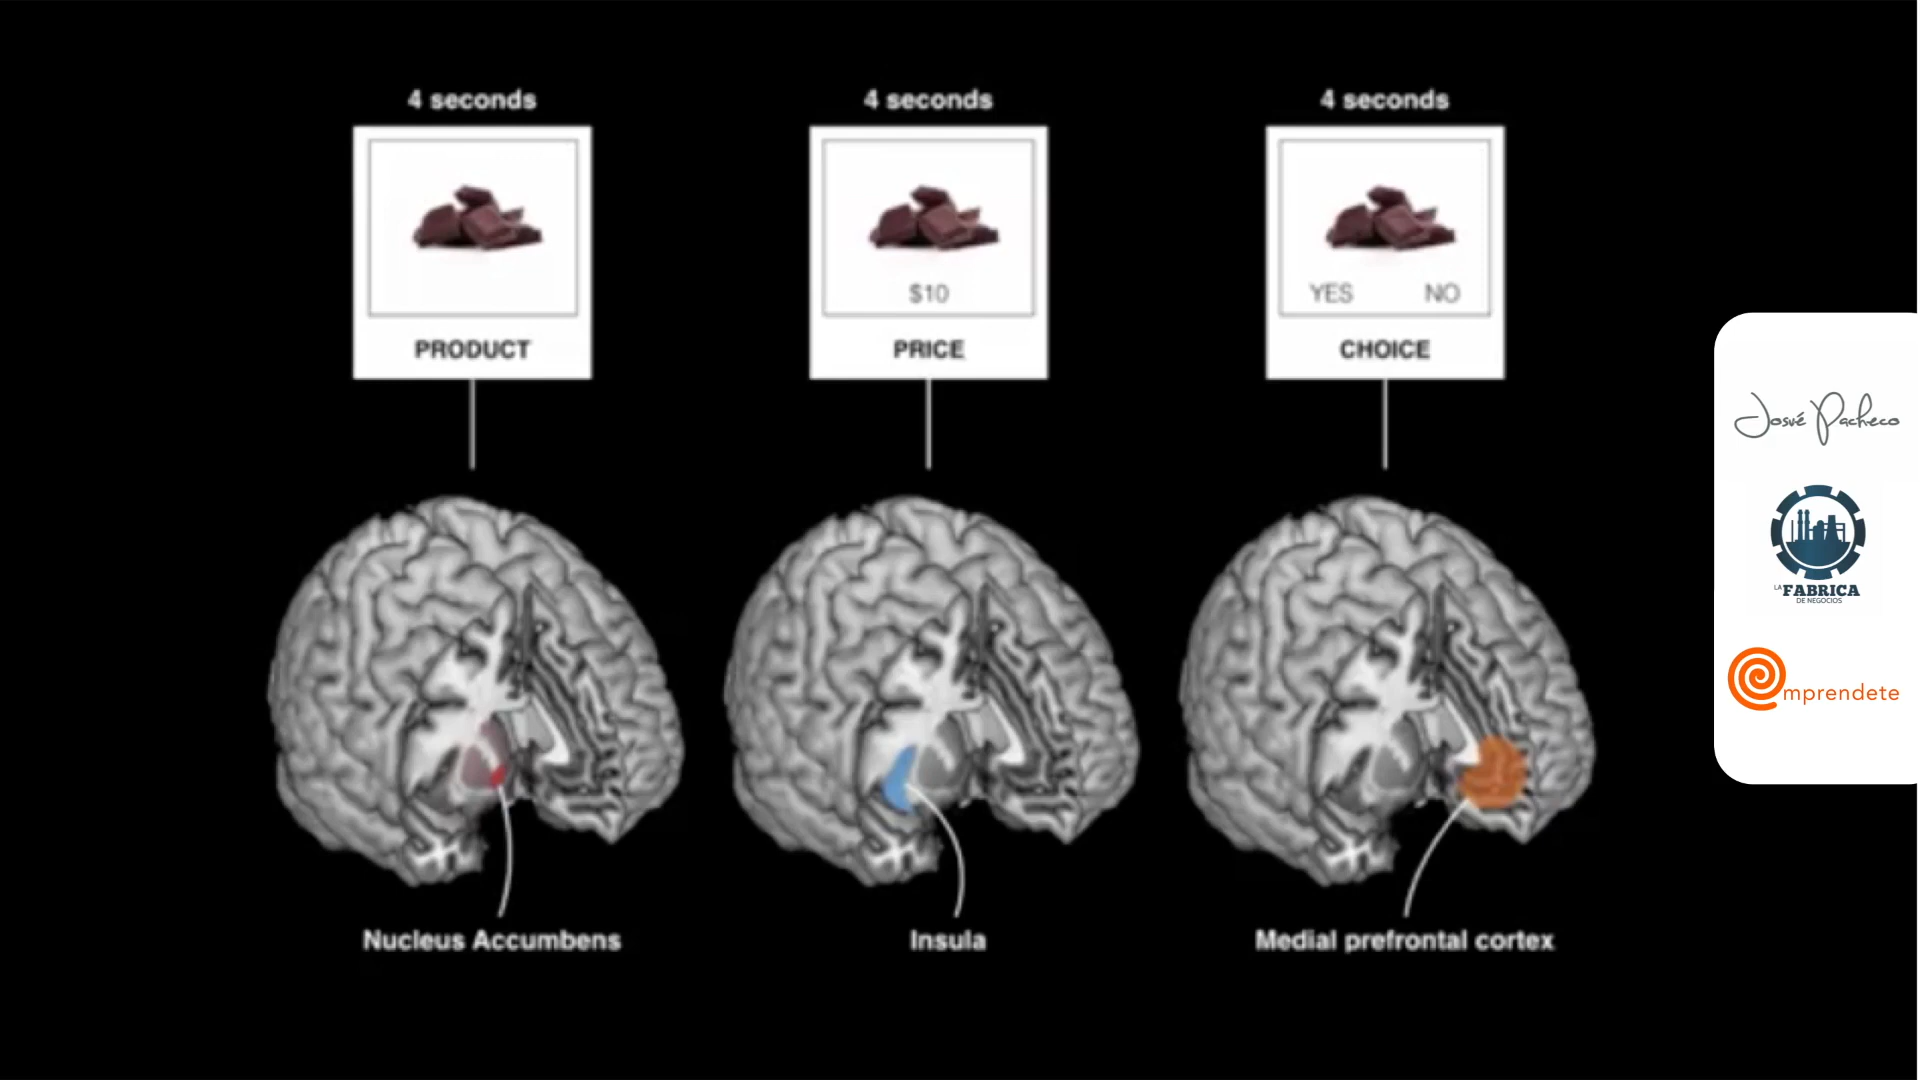 4 seconds
4 seconds
4 seconds
$10
YES NO
PRODUCT
PRICE
CHOICE
Nucleus Accumbens
Insula
Medial prefrontal cortex
Josué Pacheco
LA FABRICA
DE NEGOCIOS
emprendete